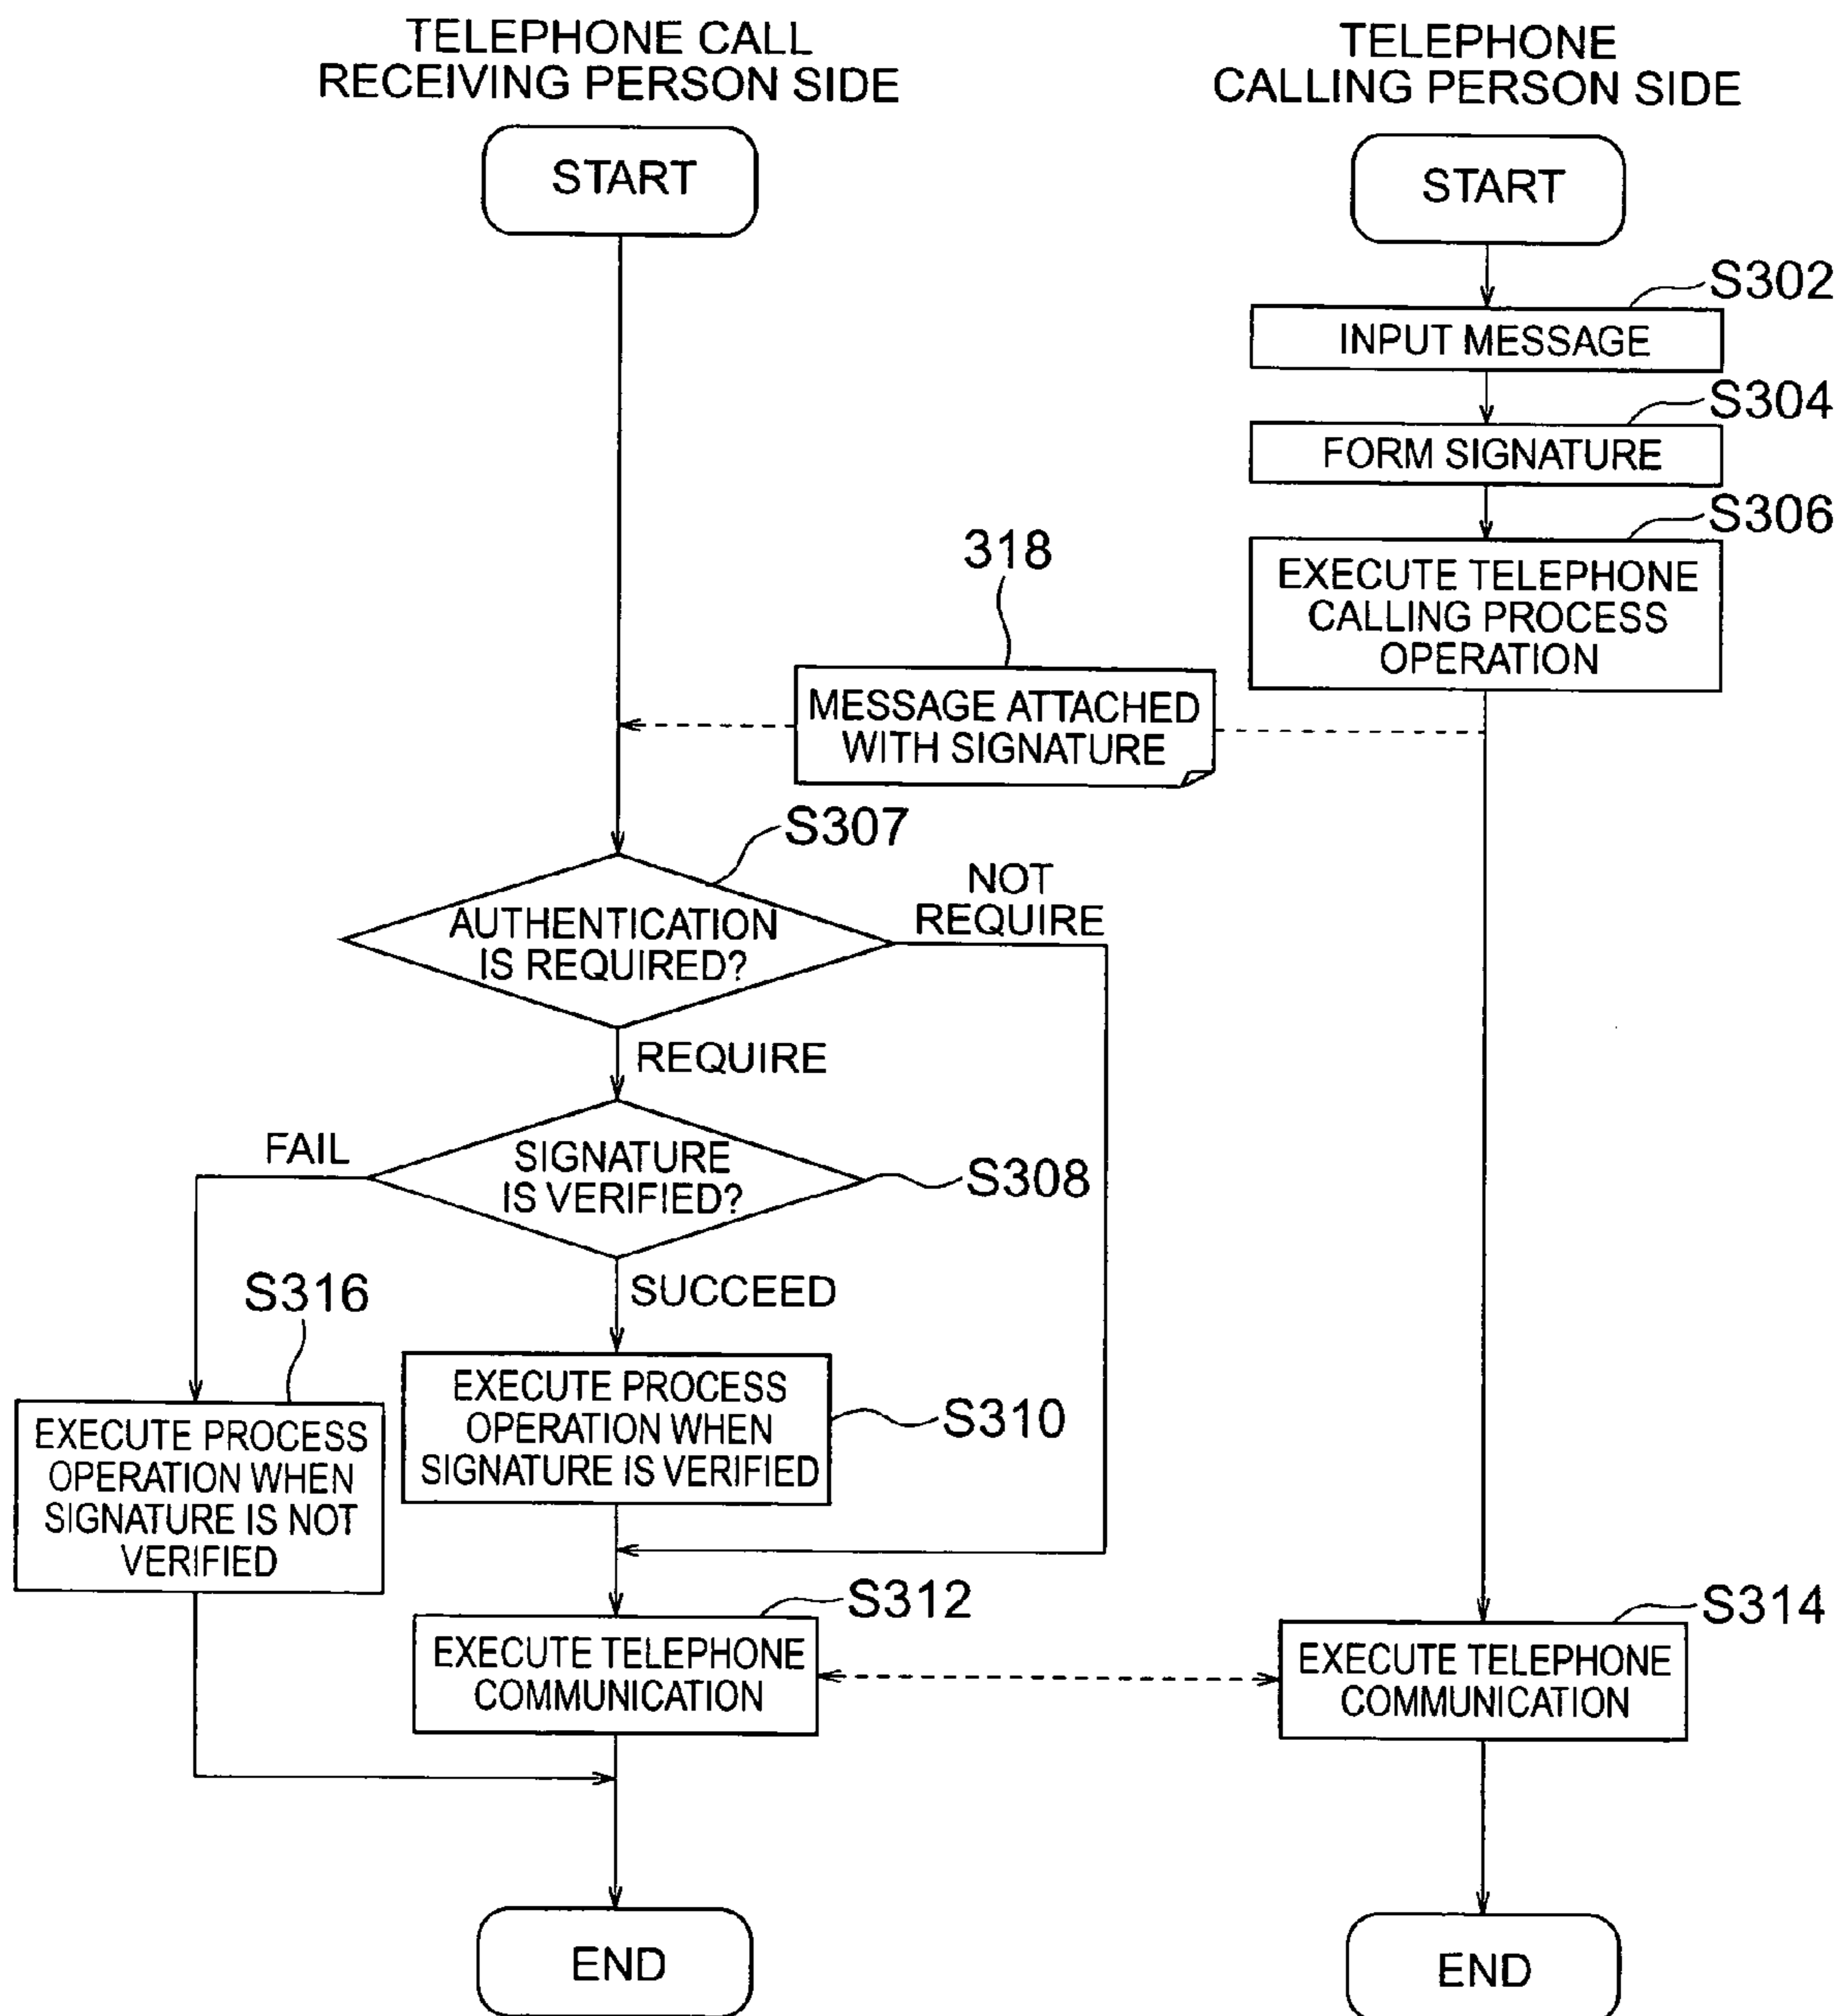 TELEPHONE CALL
RECEIVING PERSON SIDE
TELEPHONE
CALLING PERSON SIDE
START
START
S302
INPUT MESSAGE
S304
FORM SIGNATURE
S306
EXECUTE TELEPHONE
CALLING PROCESS
OPERATION
318
MESSAGE ATTACHED
WITH SIGNATURE
S307
AUTHENTICATION
IS REQUIRED?
NOT
REQUIRE
REQUIRE
FAIL
SIGNATURE
IS VERIFIED?
S308
SUCCEED
S316
EXECUTE PROCESS
OPERATION WHEN
SIGNATURE IS NOT
VERIFIED
EXECUTE PROCESS
OPERATION WHEN
SIGNATURE IS VERIFIED
S310
S312
EXECUTE TELEPHONE
COMMUNICATION
S314
EXECUTE TELEPHONE
COMMUNICATION
END
END